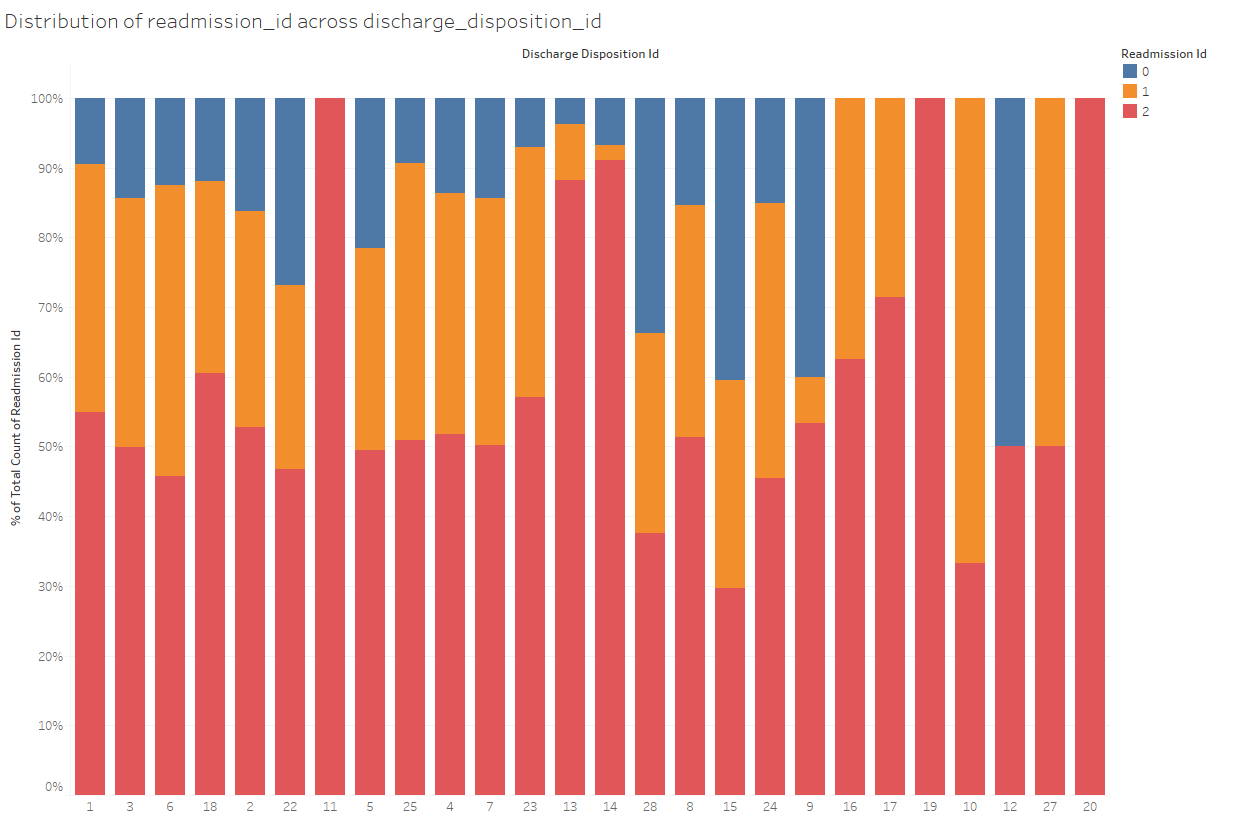 Distribution of readmission_id across discharge_disposition_id
Discharge Disposition Id
Readmission Id
0
1
2
% of Total Count of Readmission Id
100%
90%
80%
70%
60%
50%
40%
30%
20%
10%
0%
1 3 6 18 2 22 11 5 25 4 7 23 13 14 28 8 15 24 9 16 17 19 10 12 27 20